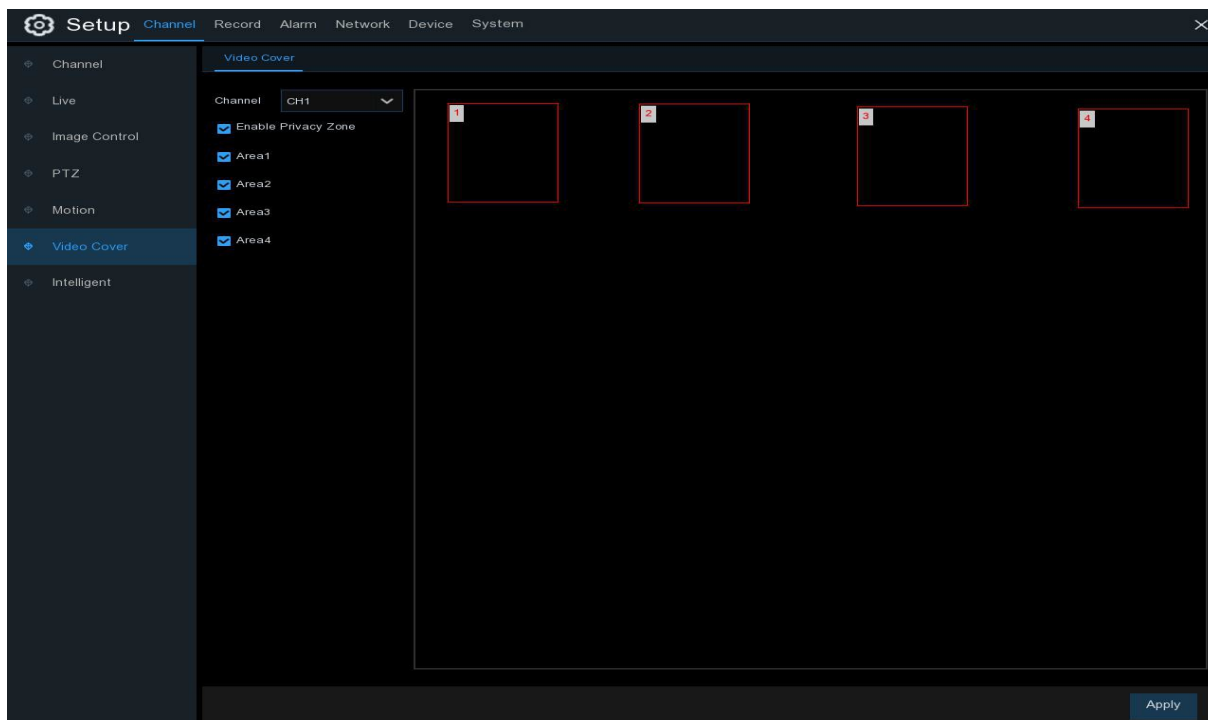 Setup Channel Record Alarm Network Device System
Channel
Live
Image Control
PTZ
Motion
Video Cover
Intelligent
Video Cover
Channel CH1
Enable Privacy Zone
Area1
Area2
Area3
Area4
1 2 3 4
Apply